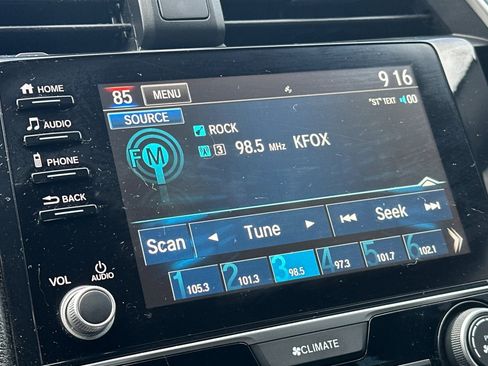 HOME
AUDIO
PHONE
BACK
VOL
AUDIO
85 MENU 9 16
SOURCE "ST" TEXT 00
FM
ROCK
3 98.5 MHz KFOX
Scan Tune Seek
1 105.3 2 101.3 3 98.5 4 97.3 5 101.7 6 102.1
CLIMATE